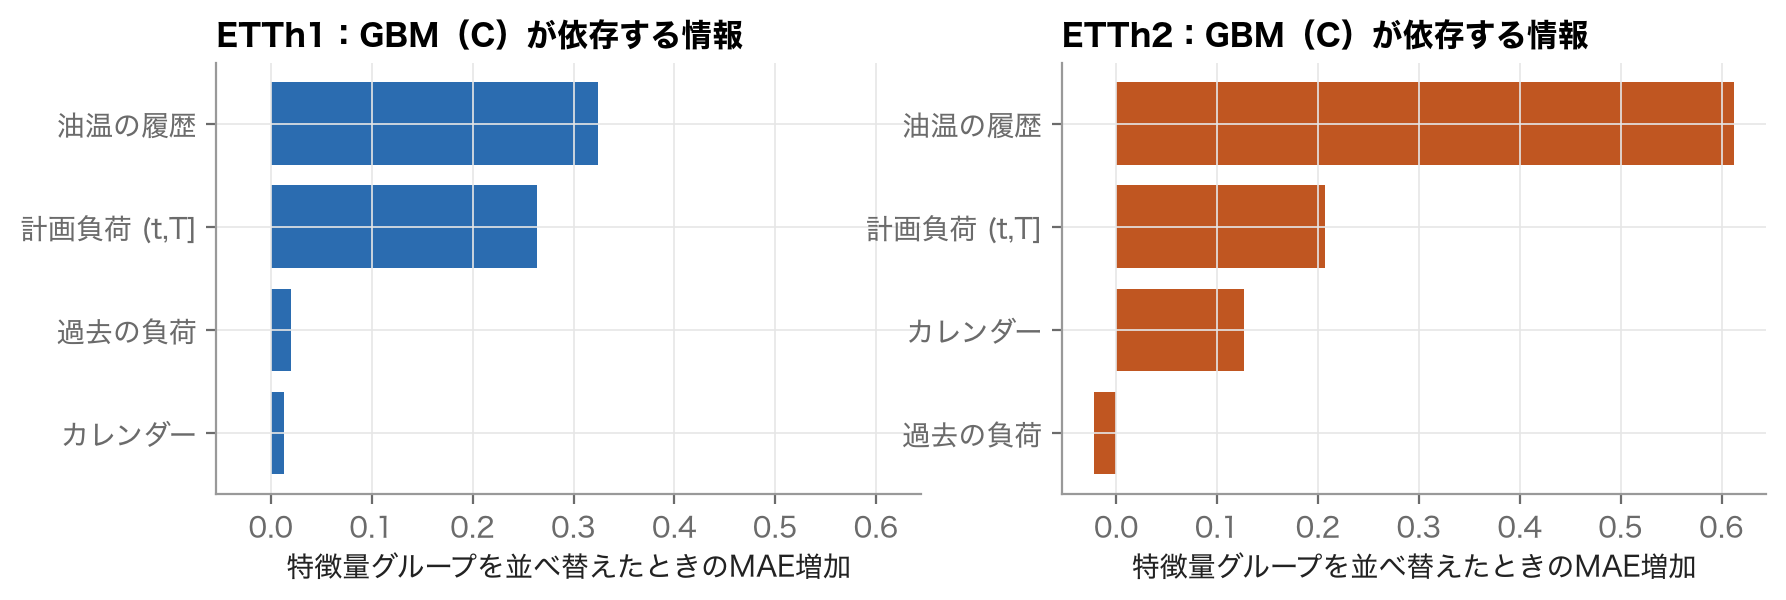 ETTh1：GBM（C）が依存する情報
油温の履歴
計画負荷 (t,T]
過去の負荷
カレンダー
0.0 0.1 0.2 0.3 0.4 0.5 0.6
特徴量グループを並べ替えたときのMAE増加
ETTh2：GBM（C）が依存する情報
油温の履歴
計画負荷 (t,T]
カレンダー
過去の負荷
0.0 0.1 0.2 0.3 0.4 0.5 0.6
特徴量グループを並べ替えたときのMAE増加